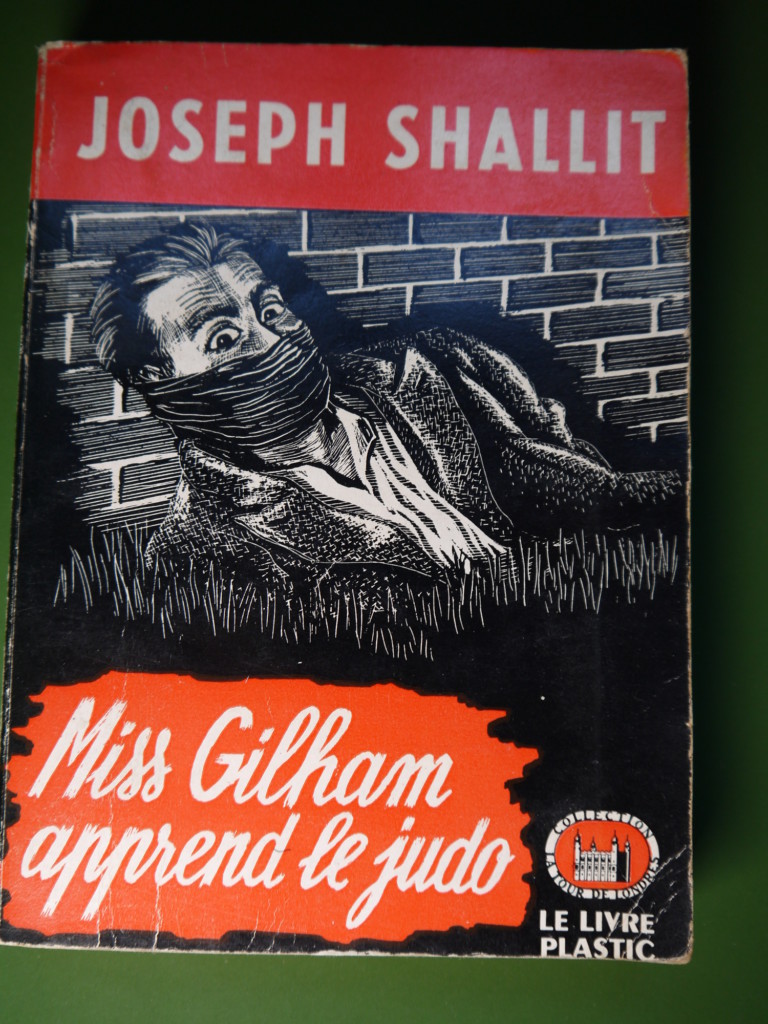 JOSEPH SHALLIT
Miss Gilham
apprend le judo
COLLECTION
LA TOUR DE LONDRES
LE LIVRE
PLASTIC